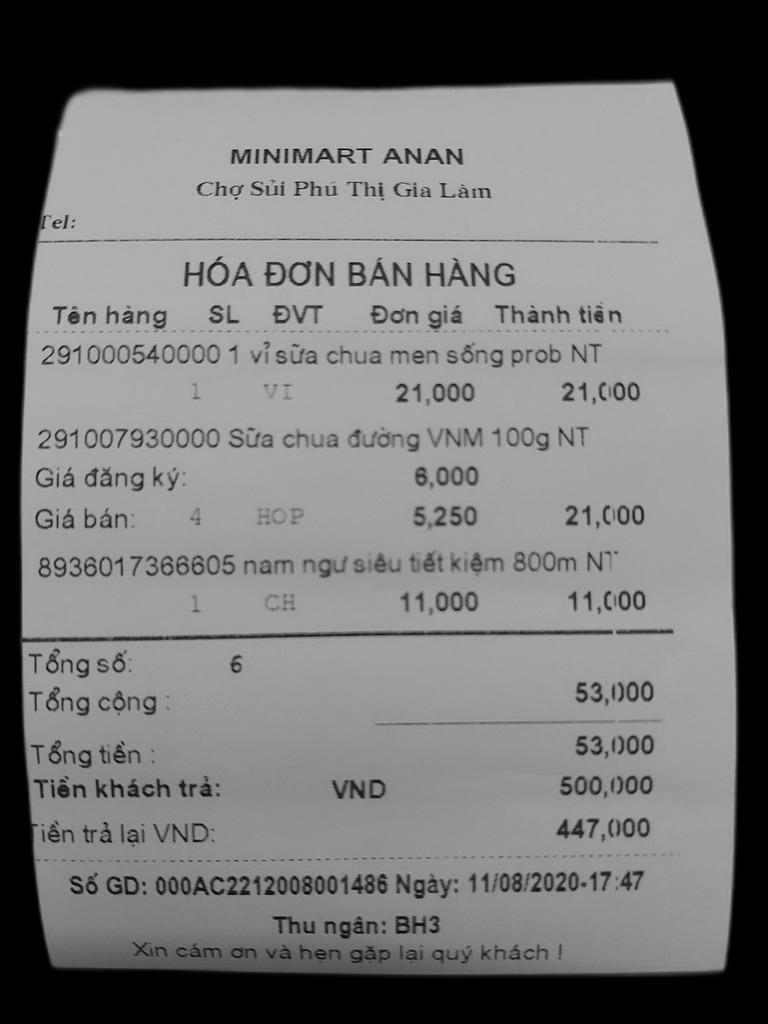 MINIMART ANAN
Chợ Sủi Phú Thị Gia Lâm
Tel:
HÓA ĐƠN BÁN HÀNG
Tên hàng SL ĐVT Đơn giá Thành tiền
291000540000 1 vỉ sữa chua men sống prob NT
1 VI 21,000 21,000
291007930000 Sữa chua đường VNM 100g NT
Giá đăng ký: 6,000
Giá bán: 4 HOP 5,250 21,000
8936017366605 nam ngư siêu tiết kiệm 800m NT
1 CH 11,000 11,000
Tổng số: 6
Tổng cộng : 53,000
Tổng tiền : 53,000
Tiền khách trả: VND 500,000
Tiền trả lại VND: 447,000
Số GD: 000AC2212008001486 Ngày: 11/08/2020-17:47
Thu ngân: BH3
Xin cám ơn và hẹn gặp lại quý khách !